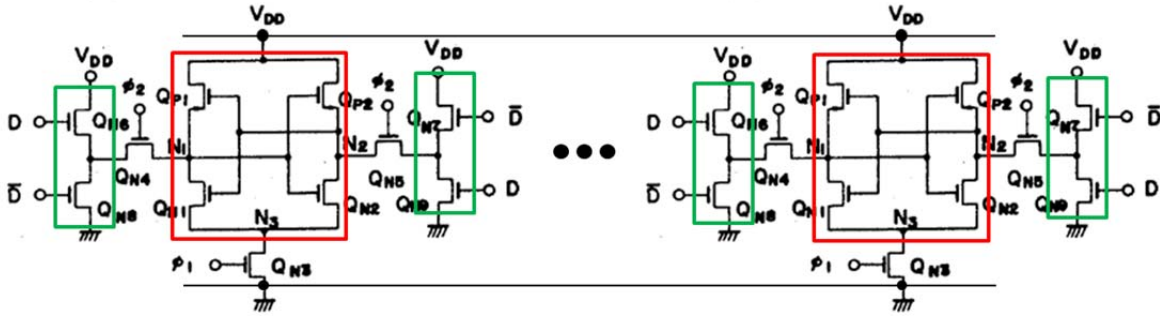 VDD VDD
VDD VDD VDD VDD
ϕ2 ϕ2 ϕ2 ϕ2
QP1 QP2 QP1 QP2
D QN6 QN7 D̅ D QN6 QN7 D̅
N1 N2 ••• N1 N2
QN4 QN5 QN4 QN5
D̅ QN8 QN1 QN2 QN9 D D̅ QN8 QN1 QN2 QN9 D
N3 N3
ϕ1 QN3 ϕ1 QN3